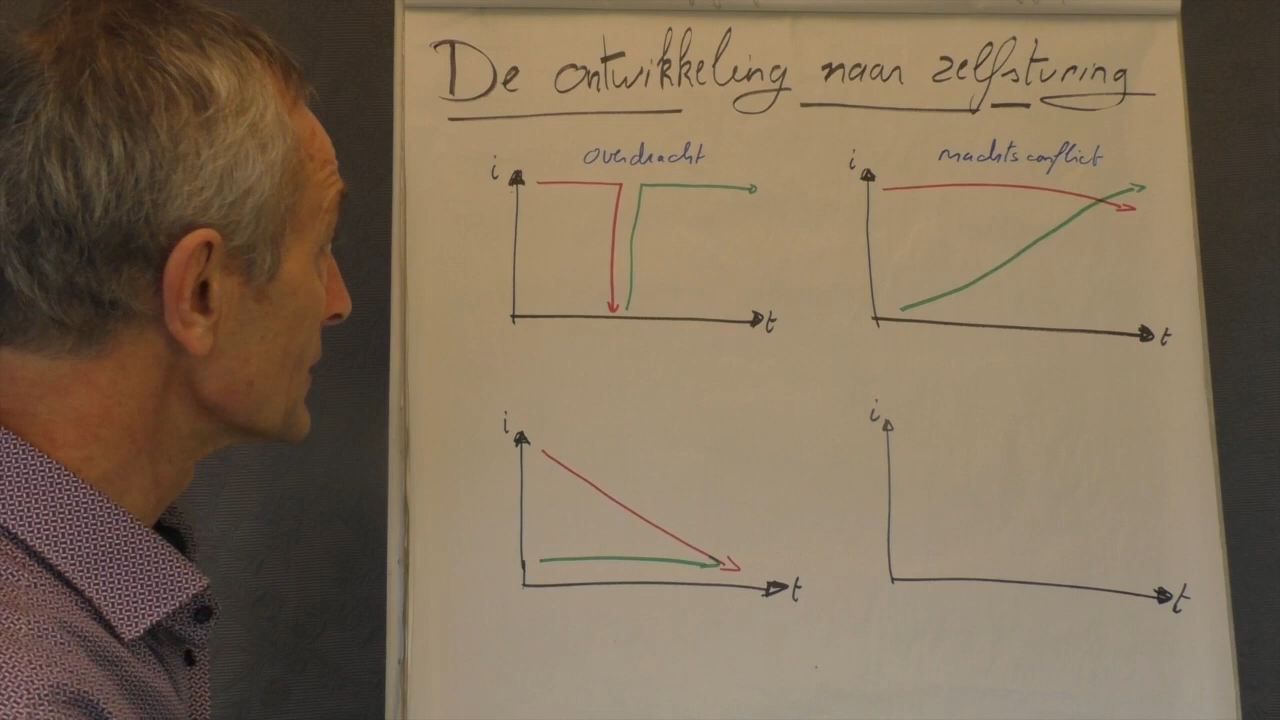 De ontwikkeling naar zelfsturing
overdracht
machtsconflict
i
t
i
t
i
t
i
t